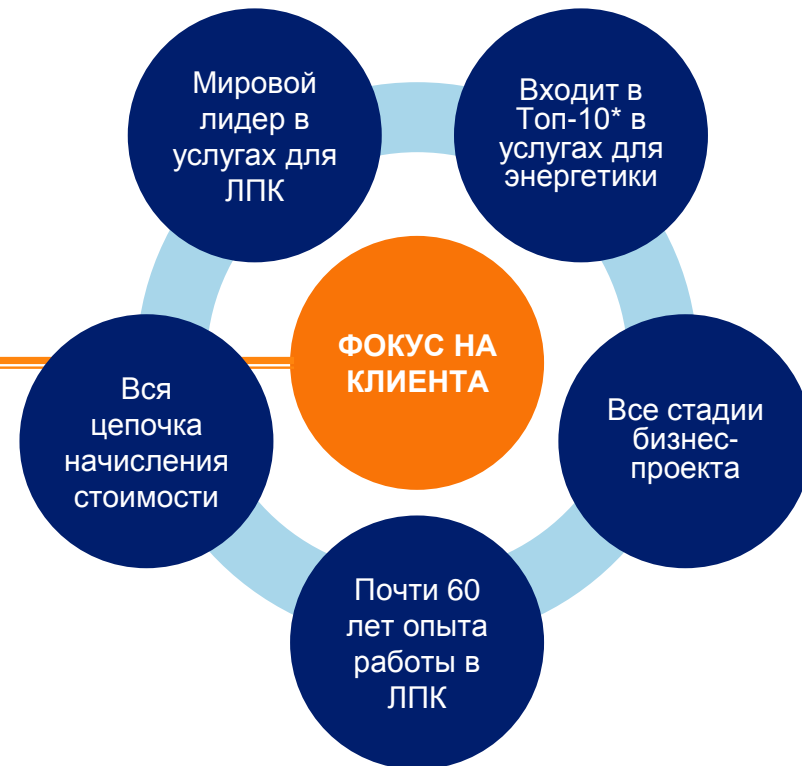 Мировой
лидер в
услугах для
ЛПК
Входит в
Топ-10* в
услугах для
энергетики
ФОКУС НА
КЛИЕНТА
Вся
цепочка
начисления
стоимости
Все стадии
бизнес-
проекта
Почти 60
лет опыта
работы в
ЛПК